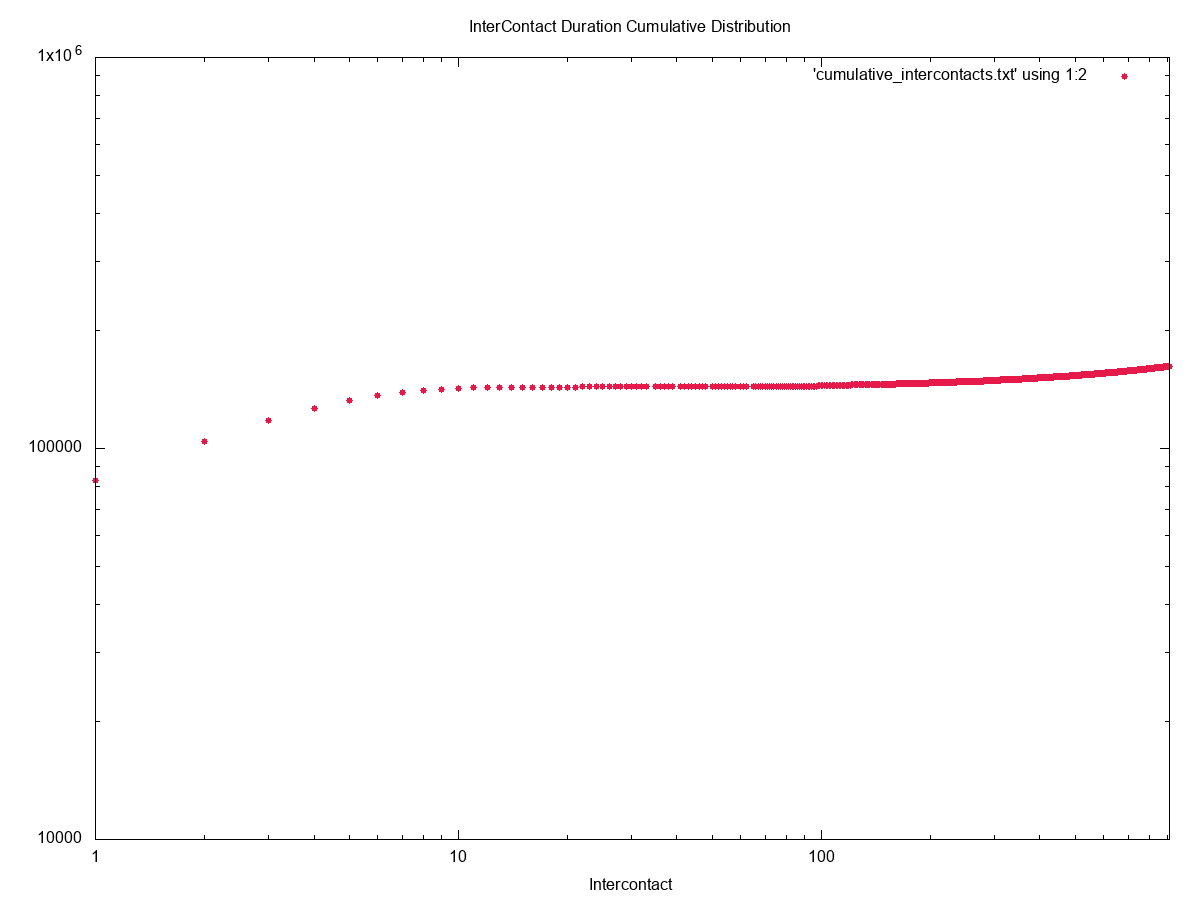 InterContact Duration Cumulative Distribution
1x10^6
'cumulative_intercontacts.txt' using 1:2
100000
10000
1 10 100
Intercontact